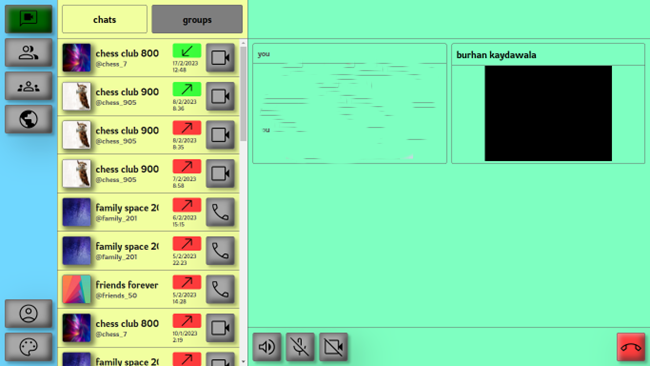 chats
groups
chess club 800
@chess_7
17/2/2023
12:48
chess club 900
@chess_905
8/2/2023
8:36
chess club 900
@chess_905
8/2/2023
8:35
chess club 900
@chess_905
7/2/2023
8:58
family space 20
@family_201
6/2/2023
15:15
family space 20
@family_201
5/2/2023
22:23
friends forever
@friends_50
5/2/2023
14:28
chess club 800
@chess_7
10/1/2023
2:19
family space 20
you
burhan kaydawala